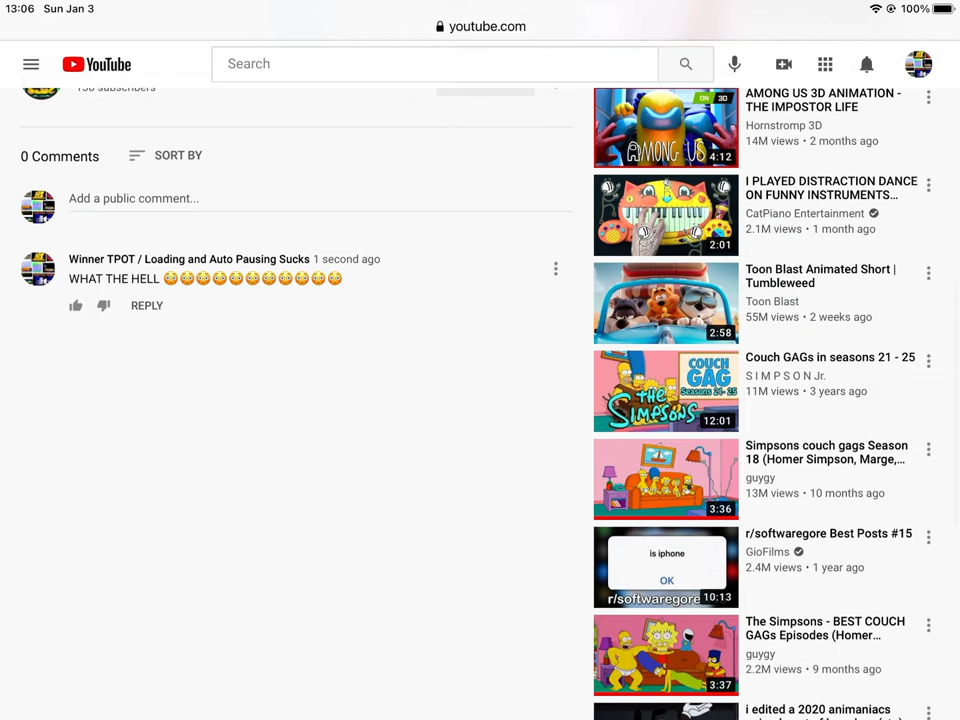 13:06 Sun Jan 3
100%
youtube.com
YouTube
Search
138 subscribers
0 Comments
SORT BY
Add a public comment...
Winner TPOT / Loading and Auto Pausing Sucks 1 second ago
WHAT THE HELL 😳😳😳😳😳😳😳😳😳😳😳
REPLY
ON 3D
AMONG US
4:12
AMONG US 3D ANIMATION -
THE IMPOSTOR LIFE
Hornstromp 3D
14M views • 2 months ago
2:01
I PLAYED DISTRACTION DANCE
ON FUNNY INSTRUMENTS...
CatPiano Entertainment
2.1M views • 1 month ago
2:58
Toon Blast Animated Short |
Tumbleweed
Toon Blast
55M views • 2 weeks ago
COUCH
GAG
Seasons 21-25
THE
SIMPSONS
12:01
Couch GAGs in seasons 21 - 25
S I M P S O N Jr.
11M views • 3 years ago
3:36
Simpsons couch gags Season
18 (Homer Simpson, Marge,...
guygy
13M views • 10 months ago
is iphone
OK
r/softwaregore
10:13
r/softwaregore Best Posts #15
GioFilms
2.4M views • 1 year ago
3:37
The Simpsons - BEST COUCH
GAGs Episodes (Homer...
guygy
2.2M views • 9 months ago
i edited a 2020 animaniacs